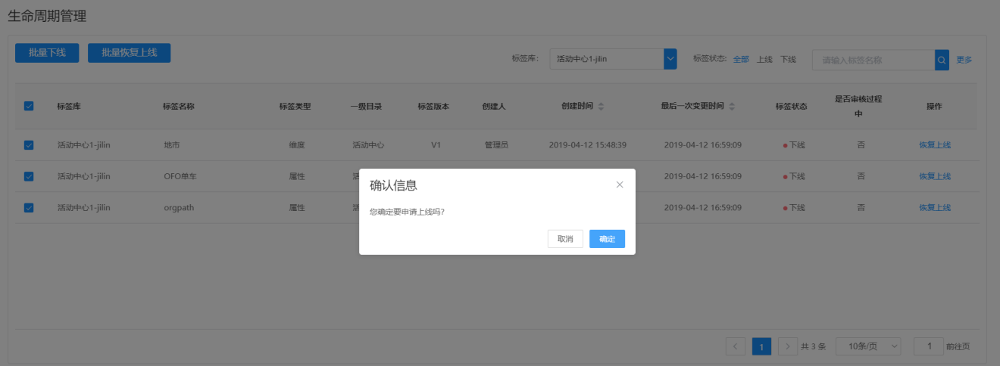 生命周期管理
批量下线 批量恢复上线 标签库: 活动中心1-jilin 标签状态: 全部 上线 下线 请输入标签名称 更多
标签库 标签名称 标签类型 一级目录 标签版本 创建人 创建时间 最后一次变更时间 标签状态 是否审核过程
中 操作
活动中心1-jilin 地市 维度 活动中心 V1 管理员 2019-04-12 15:48:39 2019-04-12 16:59:09 下线 否 恢复上线
活动中心1-jilin OFO单车 属性 2019-04-12 16:59:09 下线 否 恢复上线
活动中心1-jilin orgpath 属性 2019-04-12 16:59:09 下线 否 恢复上线
确认信息
您确定要申请上线吗?
取消 确定
1 共 3 条 10条/页 1 前往页